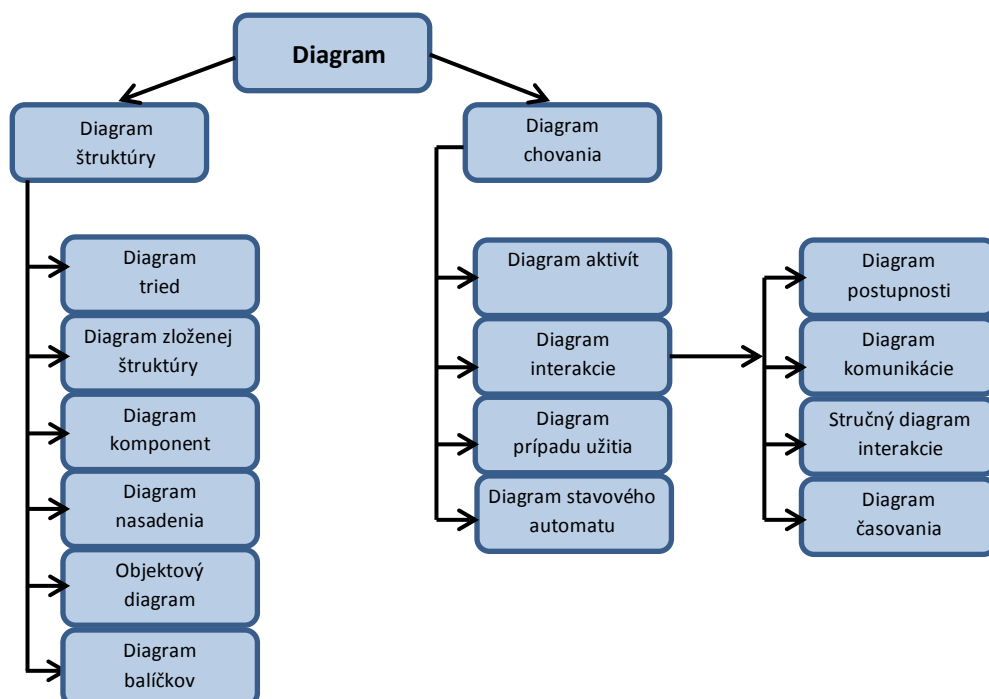 Diagram
Diagram
štruktúry
Diagram
chovania
Diagram
tried
Diagram zloženej
štruktúry
Diagram
komponent
Diagram
nasadenia
Objektový
diagram
Diagram
balíčkov
Diagram aktivít
Diagram
interakcie
Diagram
prípadu užitia
Diagram stavového
automatu
Diagram
postupnosti
Diagram
komunikácie
Stručný diagram
interakcie
Diagram
časovania